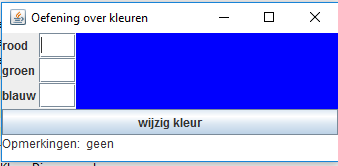 Oefening over kleuren
rood
groen
blauw
wijzig kleur
Opmerkingen: geen